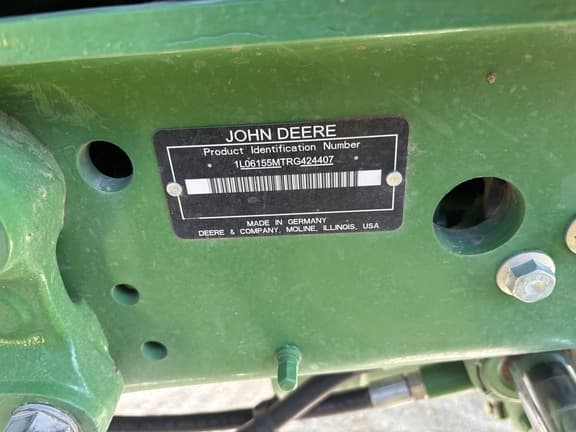 JOHN DEERE
Product Identification Number
1L06155MTRG424407
MADE IN GERMANY
DEERE & COMPANY, MOLINE, ILLINOIS, USA